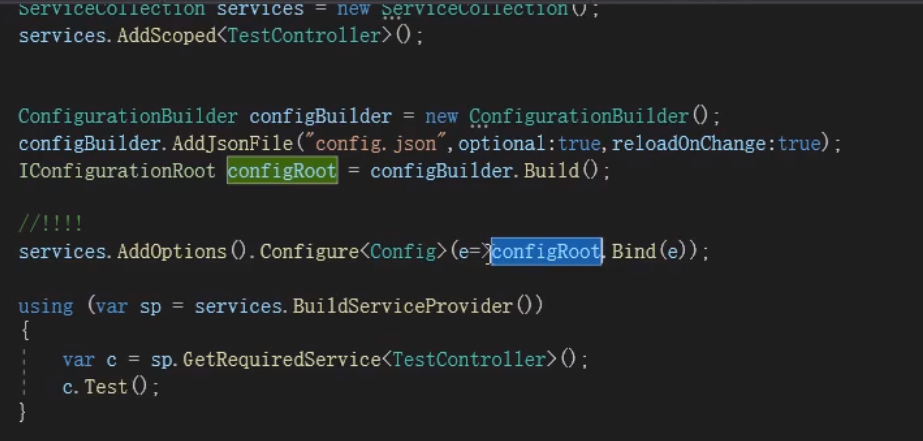 ServiceCollection services = new ServiceCollection();
services.AddScoped<TestController>();
ConfigurationBuilder configBuilder = new ConfigurationBuilder();
configBuilder.AddJsonFile("config.json",optional:true,reloadOnChange:true);
IConfigurationRoot configRoot = configBuilder.Build();
//!!!!
services.AddOptions().Configure<Config>(e=>configRoot.Bind(e));
using (var sp = services.BuildServiceProvider())
{
var c = sp.GetRequiredService<TestController>();
c.Test();
}